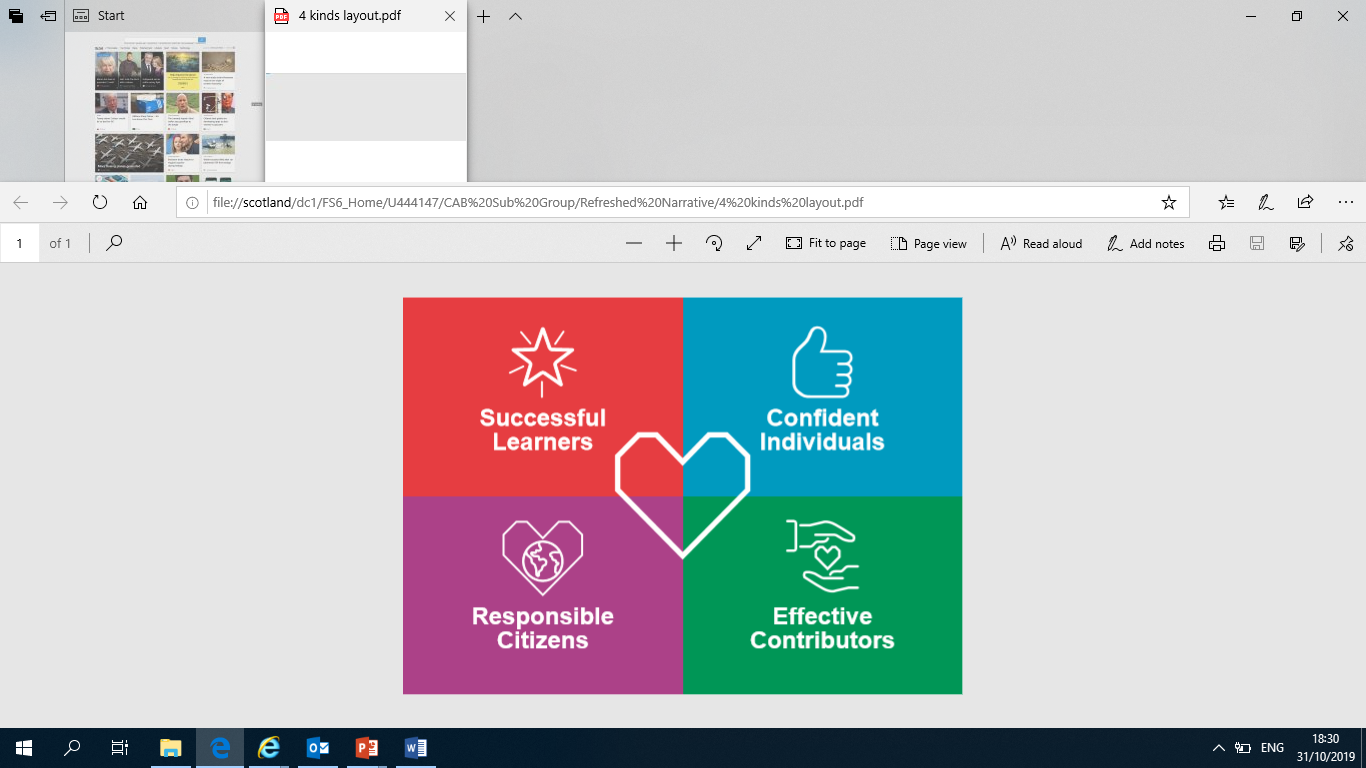 Start
4 kinds layout.pdf
file://scotland/dc1/FS6_Home/U444147/CAB%20Sub%20Group/Refreshed%20Narrative/4%20kinds%20layout.pdf
1 of 1
Fit to page
Page view
Read aloud
Add notes
Successful
Learners
Confident
Individuals
Responsible
Citizens
Effective
Contributors
ENG
18:30
31/10/2019